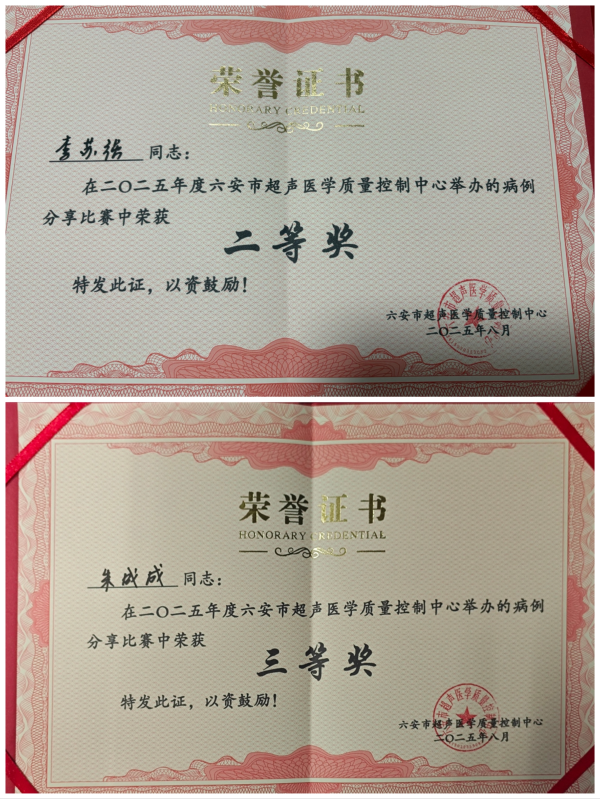 荣誉证书
HONORARY CREDENTIAL
李苏强 同志：
在二〇二五年度六安市超声医学质量控制中心举办的病例
分享比赛中荣获
二等奖
特发此证，以资鼓励！
六安市超声医学质量控制中心
二〇二五年八月
荣誉证书
HONORARY CREDENTIAL
朱成成 同志：
在二〇二五年度六安市超声医学质量控制中心举办的病例
分享比赛中荣获
三等奖
特发此证，以资鼓励！
六安市超声医学质量控制中心
二〇二五年八月